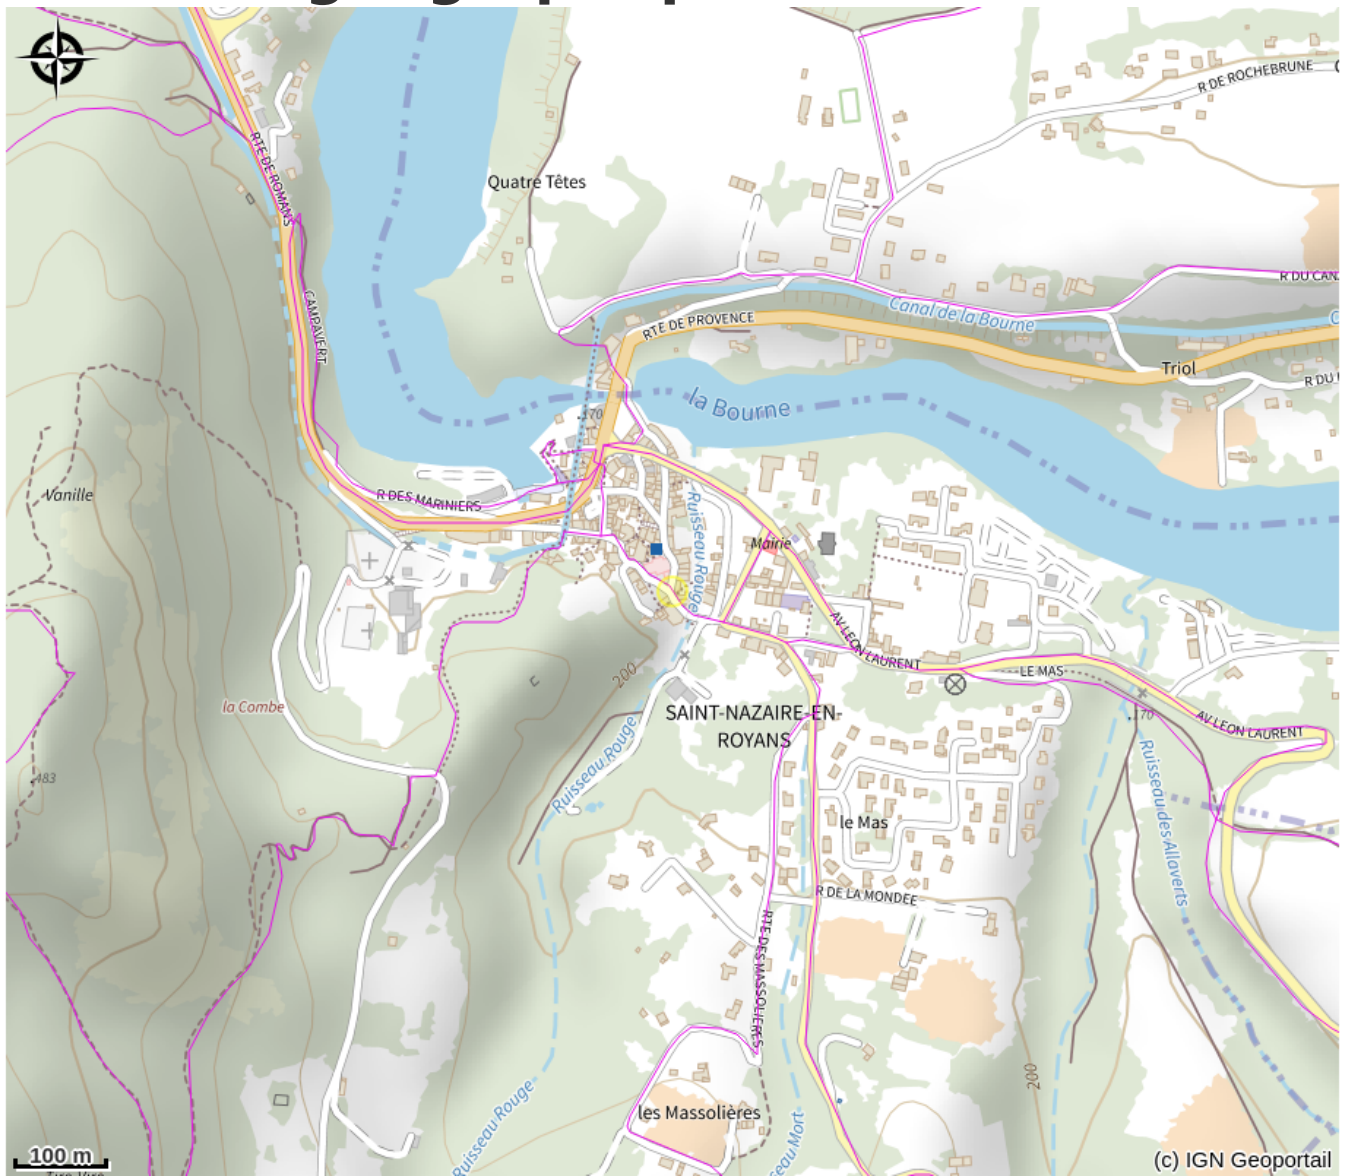 R DE ROCHEBRUNE
RTE DE ROMANS
Quatre Têtes
R DU CAN
CAMPAVERT
Canal de la Bourne
RTE DE PROVENCE
Triol
R DU
la Bourne
.170
Vanille
R DES MARINIERS
Ruisseau Rouge
Mairie
AV LEON LAURENT
LE MAS
200
la Combe
SAINT-NAZAIRE-EN-
ROYANS
.170
AV LEON LAURENT
Ruisseau Rouge
Ruisseau des Allaverts
.483
le Mas
R DE LA MONDEE
RTE DES MASSOLIERES
200
les Massolières
Ruisseau Rouge
eau Mort
100 m
(c) IGN Geoportail